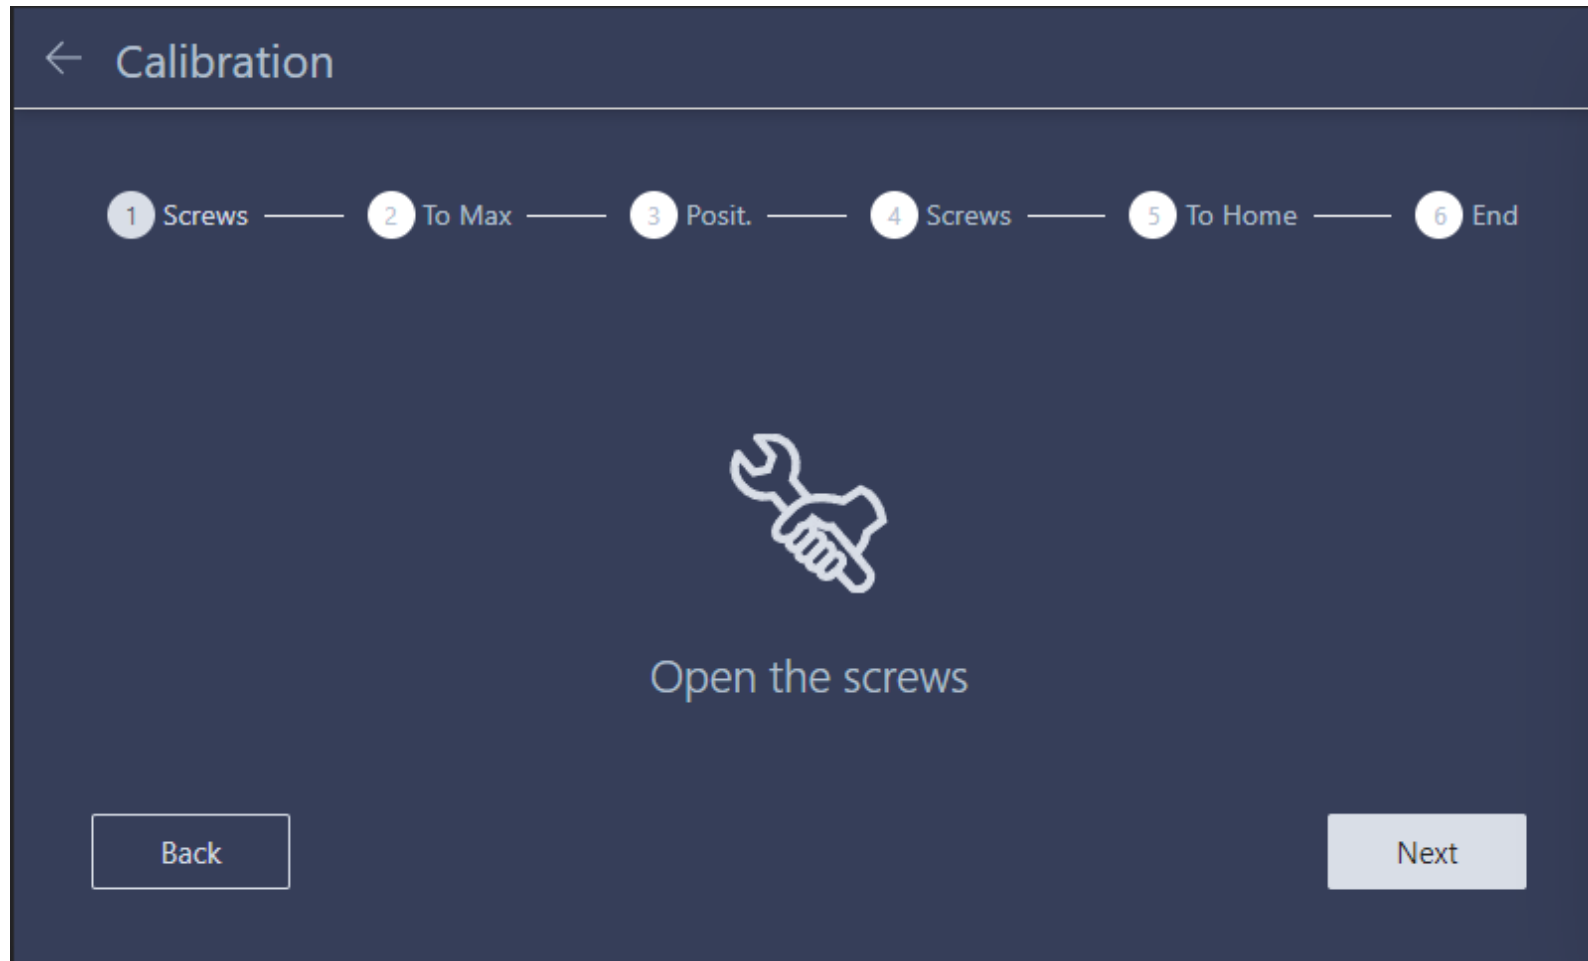 Calibration
1 Screws 2 To Max 3 Posit. 4 Screws 5 To Home 6 End
Open the screws
Back Next